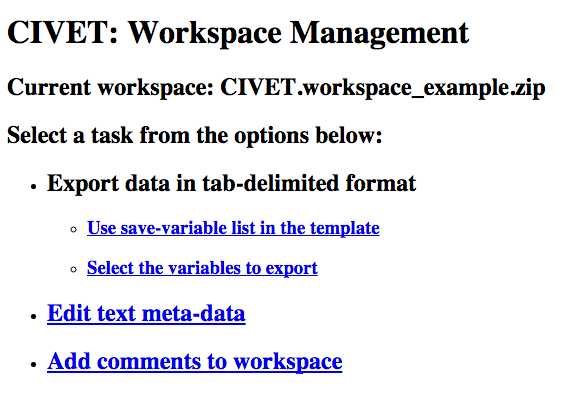 CIVET: Workspace Management
Current workspace: CIVET.workspace_example.zip
Select a task from the options below:
Export data in tab-delimited format
Use save-variable list in the template
Select the variables to export
Edit text meta-data
Add comments to workspace